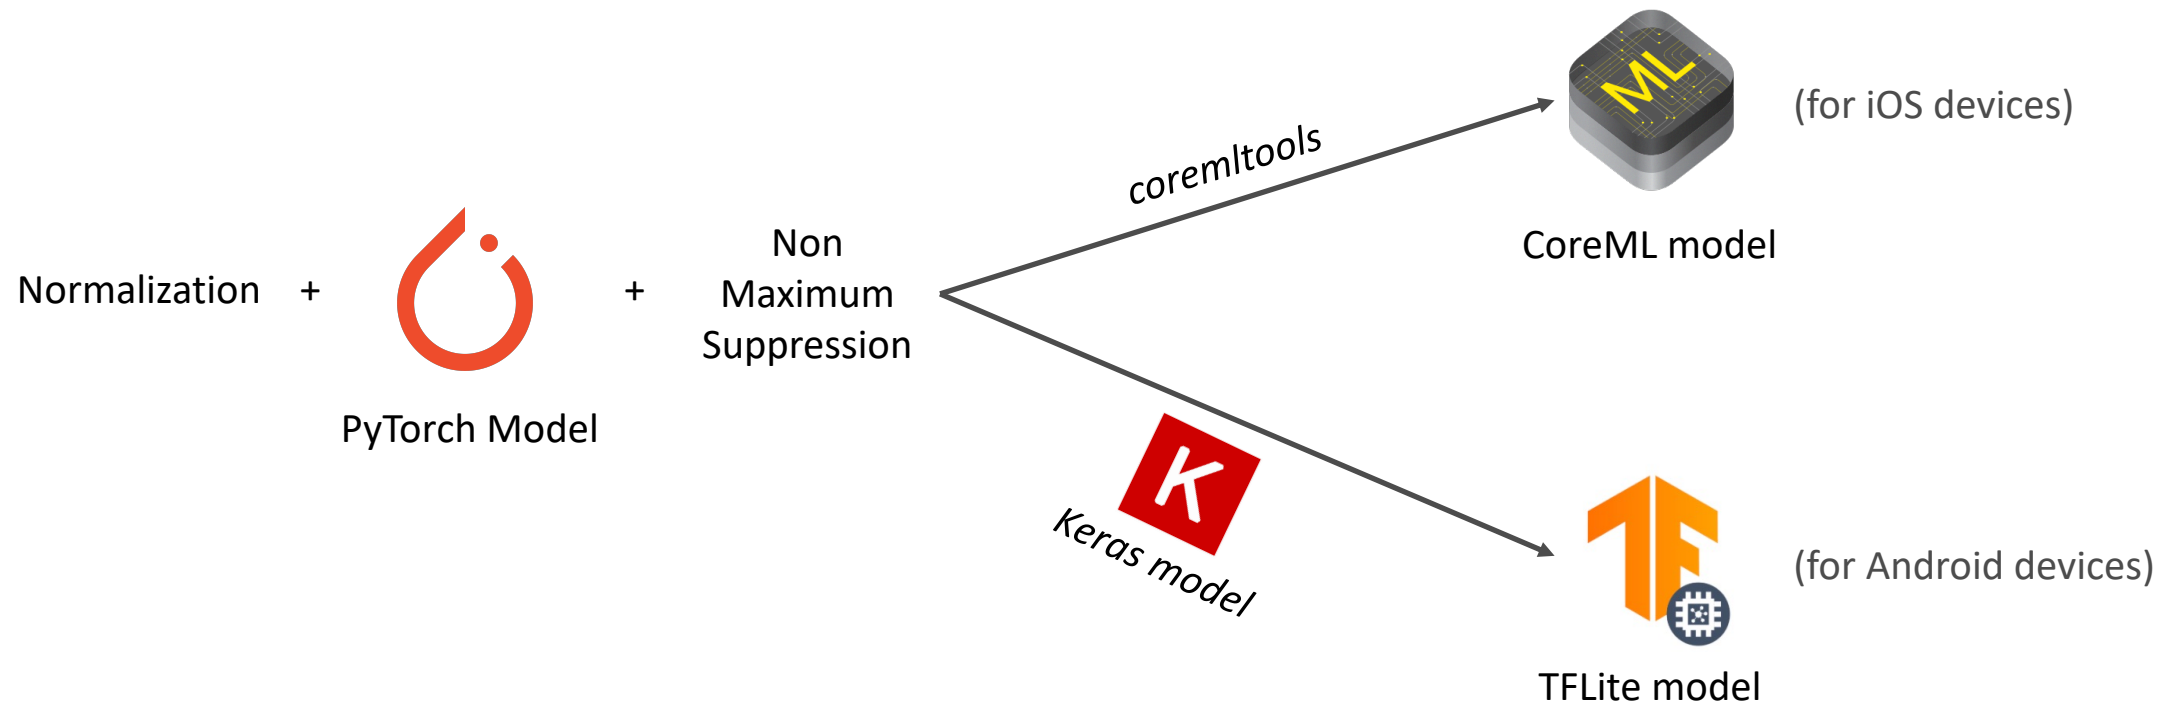 Normalization
+
PyTorch Model
+
Non
Maximum
Suppression
coremltools
ML
CoreML model
(for iOS devices)
K
Keras model
TFLite model
(for Android devices)